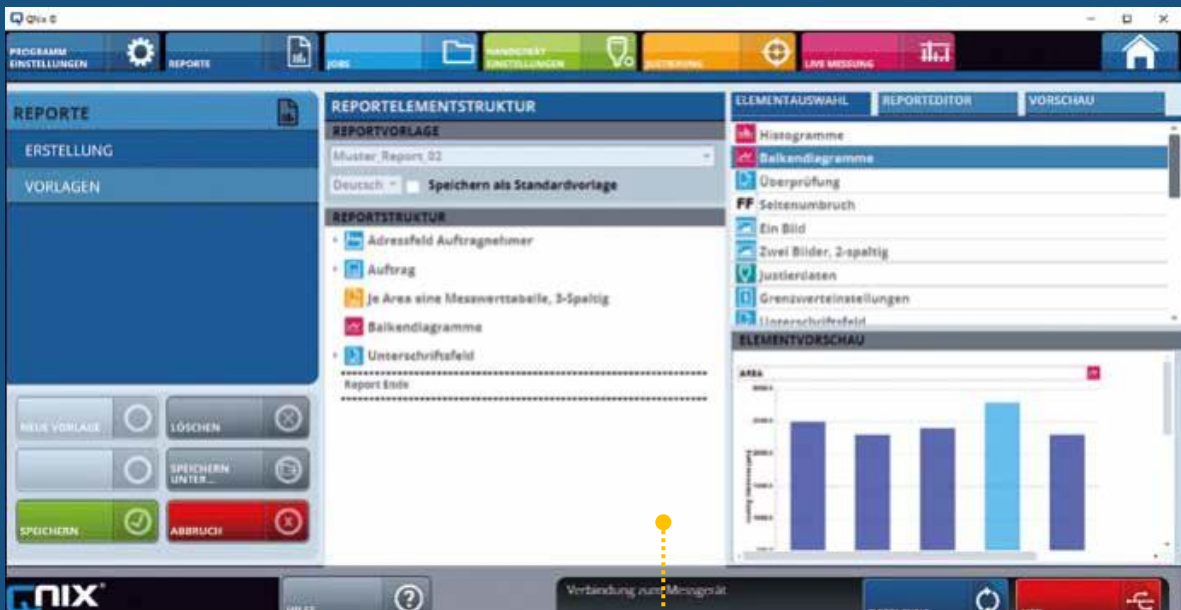 QNix ®
PROGRAMM
EINSTELLUNGEN
REPORTE
JOBS
HANDGERÄT
EINSTELLUNGEN
JUSTIERUNG
LIVE MESSUNG
REPORTE
ERSTELLUNG
VORLAGEN
NEUE VORLAGE
LÖSCHEN
SPEICHERN
UNTER...
SPEICHERN
ABBRUCH
REPORTELEMENTSTRUKTUR
REPORTVORLAGE
Muster_Report_02
Deutsch
Speichern als Standardvorlage
REPORTSTRUKTUR
Adressfeld Auftragnehmer
Auftrag
Je Area eine Messwerttabelle, 3-Spaltig
Balkendiagramme
Unterschriftsfeld
Report Ende
ELEMENTAUSWAHL
REPORTEDITOR
VORSCHAU
Histogramme
Balkendiagramme
Überprüfung
FF Seitenumbruch
Ein Bild
Zwei Bilder, 2-spaltig
Justierdaten
Grenzwerteinstellungen
Unterschriftsfeld
ELEMENTVORSCHAU
AREA
QNIX®
Verbindung zum Messgerät